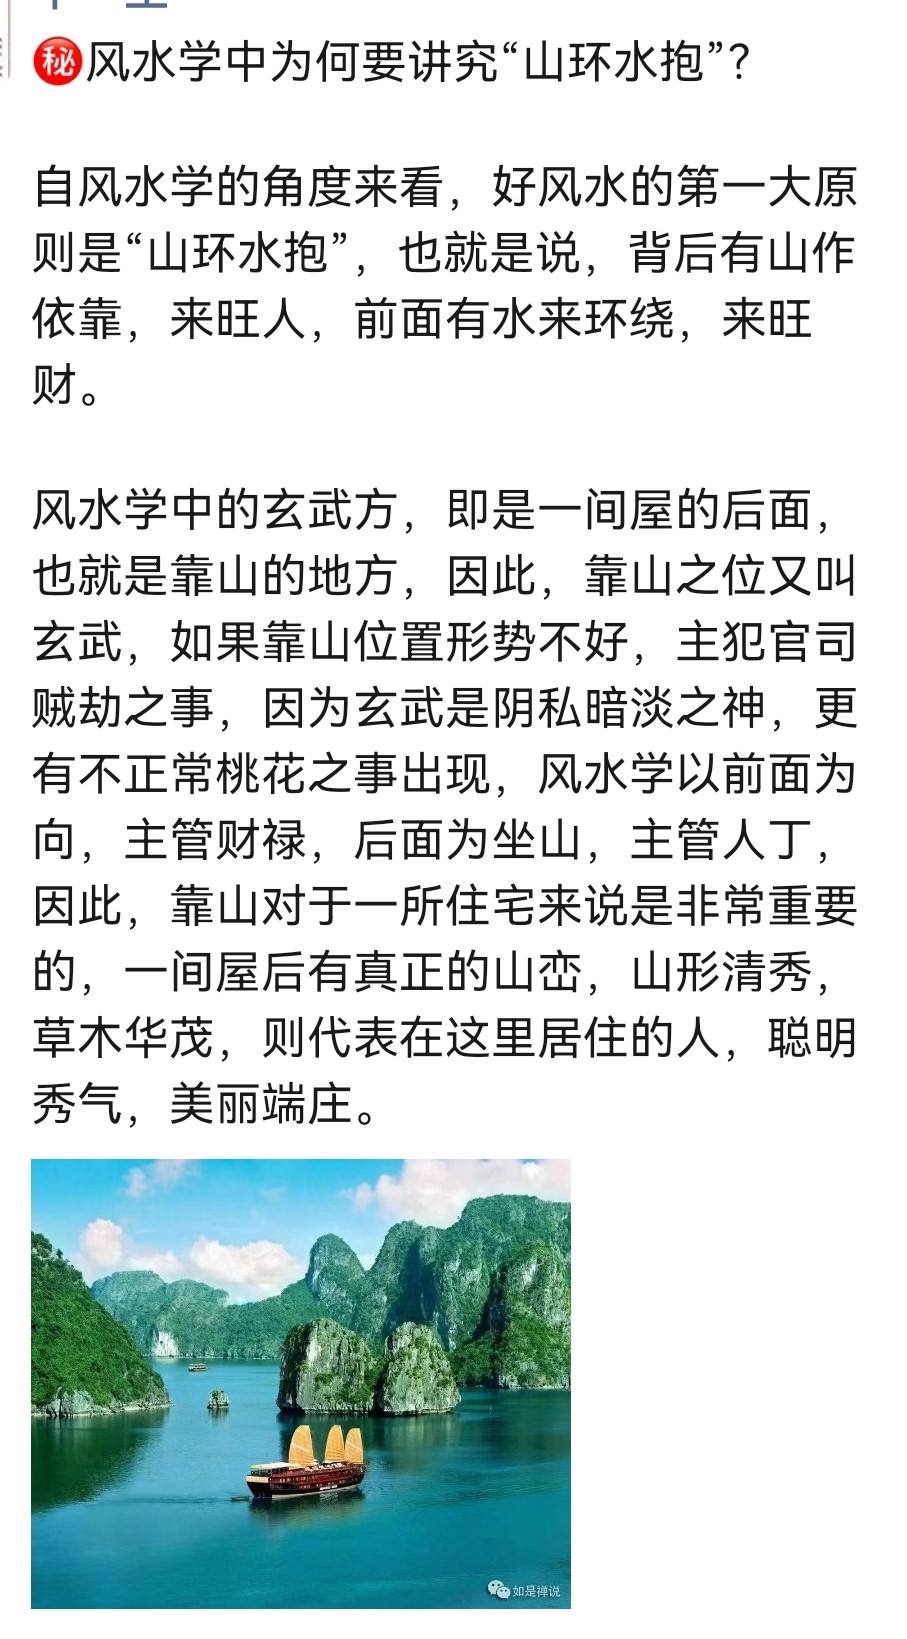 ㊙风水学中为何要讲究“山环水抱”？
自风水学的角度来看，好风水的第一大原
则是“山环水抱”，也就是说，背后有山作
依靠，来旺人，前面有水来环绕，来旺
财。
风水学中的玄武方，即是一间屋的后面，
也就是靠山的地方，因此，靠山之位又叫
玄武，如果靠山位置形势不好，主犯官司
贼劫之事，因为玄武是阴私暗淡之神，更
有不正常桃花之事出现，风水学以前面为
向，主管财禄，后面为坐山，主管人丁，
因此，靠山对于一所住宅来说是非常重要
的，一间屋后有真正的山峦，山形清秀，
草木华茂，则代表在这里居住的人，聪明
秀气，美丽端庄。
如是禅说